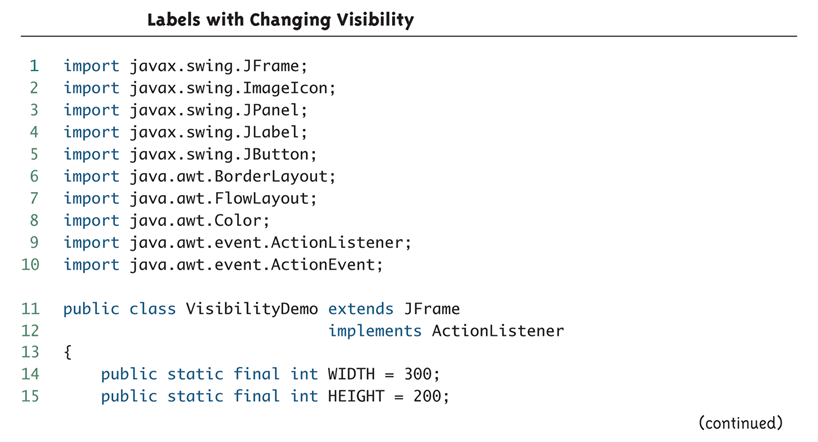 Labels with Changing Visibility
1 import javax.swing.JFrame;
2 import javax.swing.ImageIcon;
3 import javax.swing.JPanel;
4 import javax.swing.JLabel;
5 import javax.swing.JButton;
6 import java.awt.BorderLayout;
7 import java.awt.FlowLayout;
8 import java.awt.Color;
9 import java.awt.event.ActionListener;
10 import java.awt.event.ActionEvent;
11 public class VisibilityDemo extends JFrame
12 implements ActionListener
13 {
14 public static final int WIDTH = 300;
15 public static final int HEIGHT = 200;
(continued)